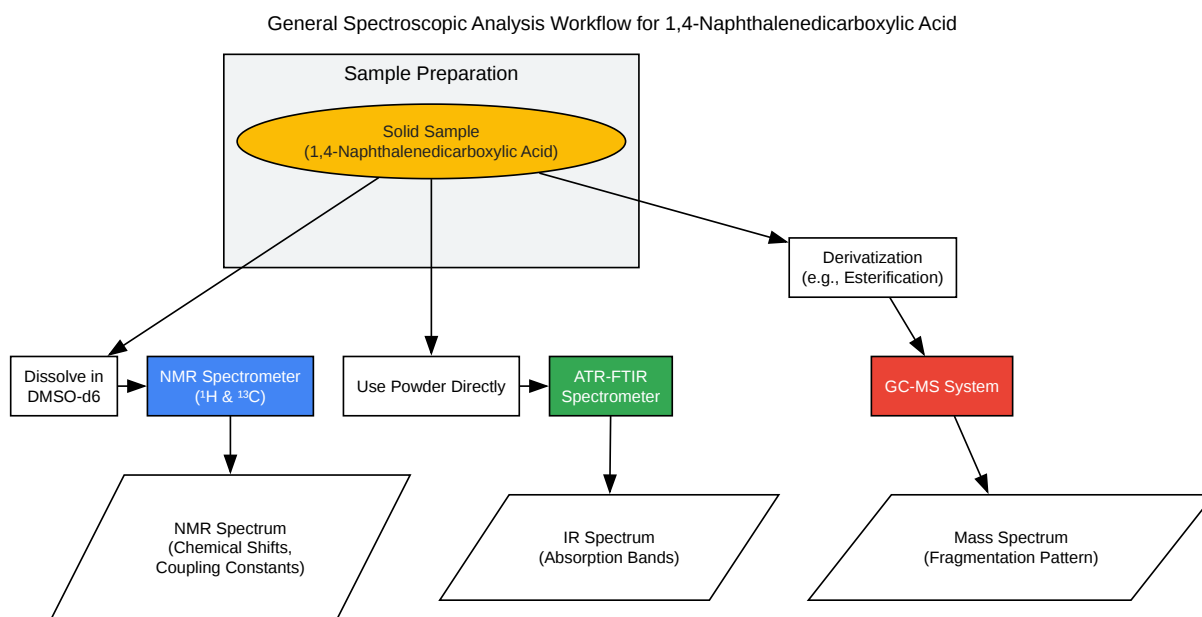 General Spectroscopic Analysis Workflow for 1,4-Naphthalenedicarboxylic Acid
Sample Preparation
Solid Sample
(1,4-Naphthalenedicarboxylic Acid)
Derivatization
(e.g., Esterification)
Dissolve in
DMSO-d6
NMR Spectrometer
(¹H & ¹³C)
Use Powder Directly
ATR-FTIR
Spectrometer
GC-MS System
NMR Spectrum
(Chemical Shifts,
Coupling Constants)
IR Spectrum
(Absorption Bands)
Mass Spectrum
(Fragmentation Pattern)